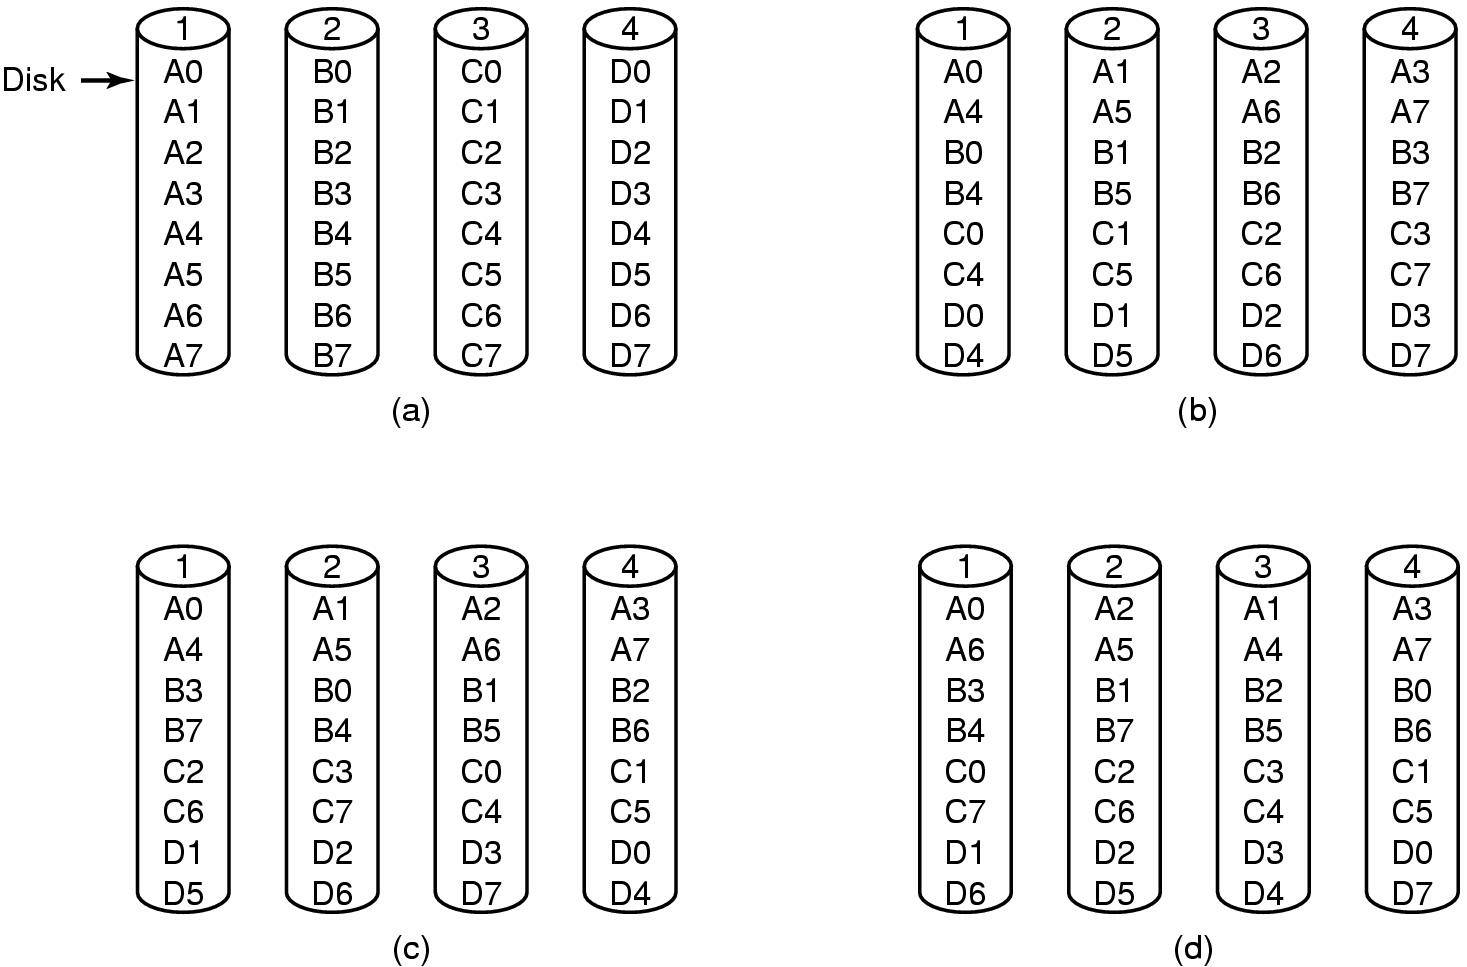 1 2 3 4
Disk A0 B0 C0 D0
A1 B1 C1 D1
A2 B2 C2 D2
A3 B3 C3 D3
A4 B4 C4 D4
A5 B5 C5 D5
A6 B6 C6 D6
A7 B7 C7 D7
(a)
1 2 3 4
A0 A1 A2 A3
A4 A5 A6 A7
B0 B1 B2 B3
B4 B5 B6 B7
C0 C1 C2 C3
C4 C5 C6 C7
D0 D1 D2 D3
D4 D5 D6 D7
(b)
1 2 3 4
A0 A1 A2 A3
A4 A5 A6 A7
B3 B0 B1 B2
B7 B4 B5 B6
C2 C3 C0 C1
C6 C7 C4 C5
D1 D2 D3 D0
D5 D6 D7 D4
(c)
1 2 3 4
A0 A2 A1 A3
A6 A5 A4 A7
B3 B1 B2 B0
B4 B7 B5 B6
C0 C2 C3 C1
C7 C6 C4 C5
D1 D2 D3 D0
D6 D5 D4 D7
(d)